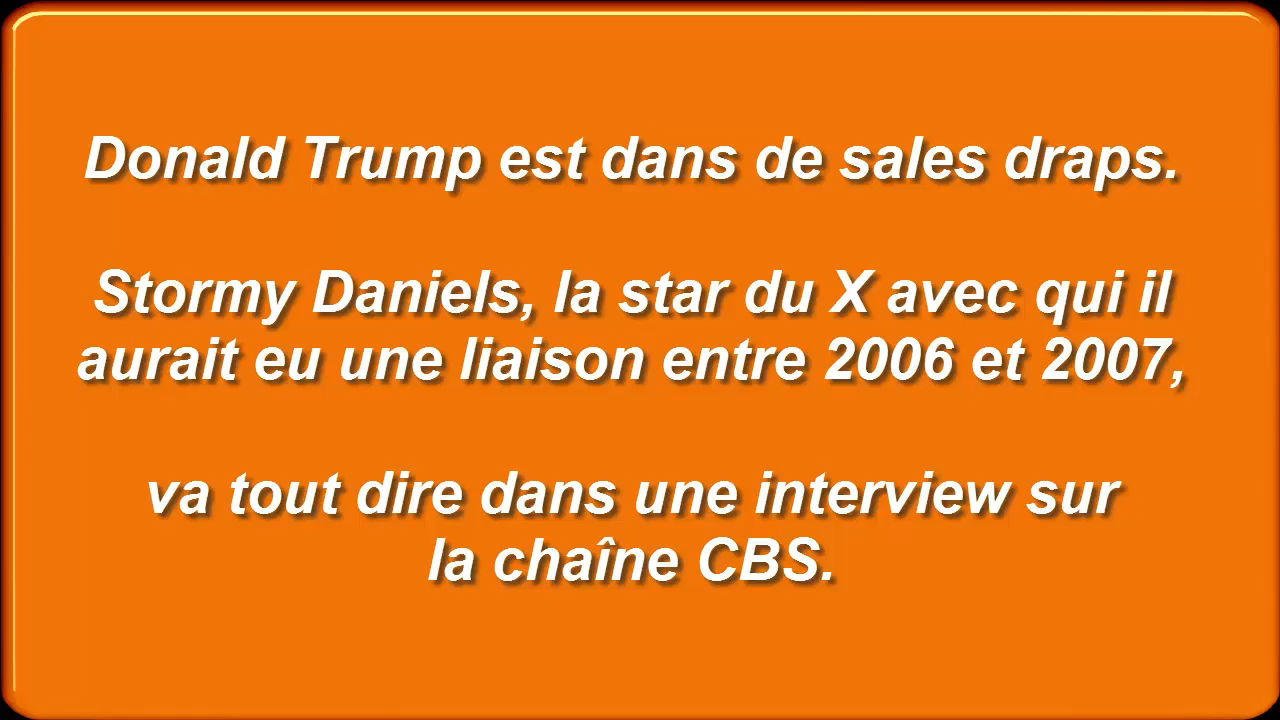 Donald Trump est dans de sales draps.
Stormy Daniels, la star du X avec qui il
aurait eu une liaison entre 2006 et 2007,
va tout dire dans une interview sur
la chaîne CBS.